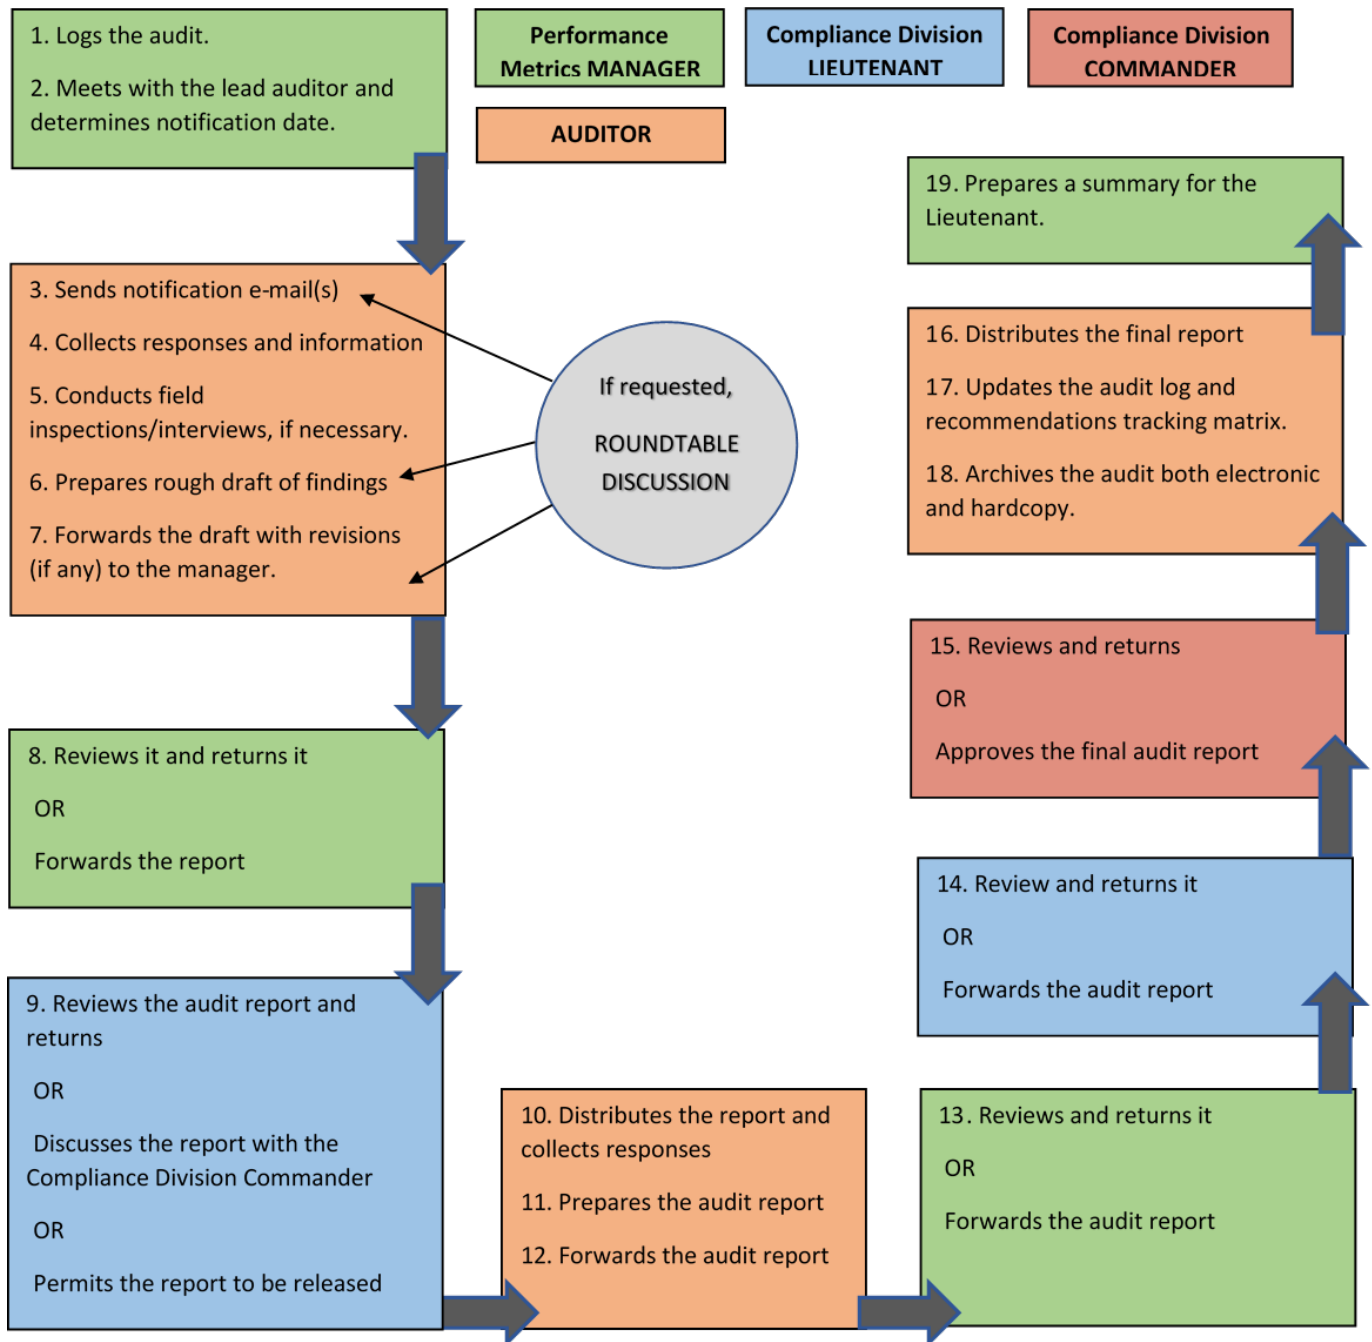 1. Logs the audit.
2. Meets with the lead auditor and
determines notification date.
Performance
Metrics MANAGER
Compliance Division
LIEUTENANT
Compliance Division
COMMANDER
AUDITOR
3. Sends notification e-mail(s)
4. Collects responses and information
5. Conducts field
inspections/interviews, if necessary.
6. Prepares rough draft of findings
7. Forwards the draft with revisions
(if any) to the manager.
If requested,
ROUNDTABLE
DISCUSSION
8. Reviews it and returns it
OR
Forwards the report
9. Reviews the audit report and
returns
OR
Discusses the report with the
Compliance Division Commander
OR
Permits the report to be released
10. Distributes the report and
collects responses
11. Prepares the audit report
12. Forwards the audit report
13. Reviews and returns it
OR
Forwards the audit report
14. Review and returns it
OR
Forwards the audit report
15. Reviews and returns
OR
Approves the final audit report
16. Distributes the final report
17. Updates the audit log and
recommendations tracking matrix.
18. Archives the audit both electronic
and hardcopy.
19. Prepares a summary for the
Lieutenant.